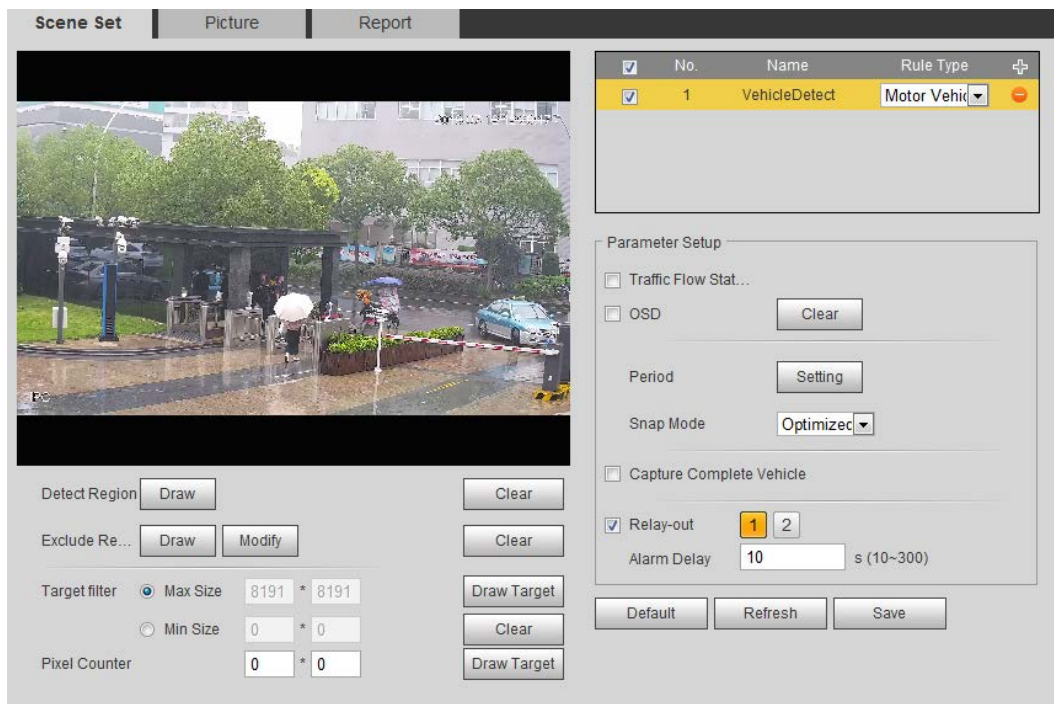 Scene Set Picture Report
No. Name Rule Type
1 VehicleDetect Motor Vehic
Parameter Setup
Traffic Flow Stat...
OSD Clear
Period Setting
Snap Mode Optimizec
Capture Complete Vehicle
Relay-out 1 2
Alarm Delay 10 s (10~300)
Default Refresh Save
Detect Region Draw Clear
Exclude Re... Draw Modify Clear
Target filter Max Size 8191 * 8191 Draw Target
Min Size 0 * 0 Clear
Pixel Counter 0 * 0 Draw Target